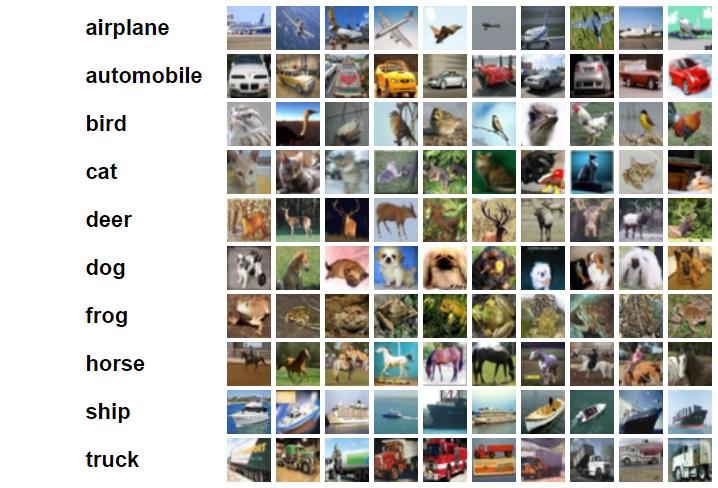 airplane
automobile
bird
cat
deer
dog
frog
horse
ship
truck